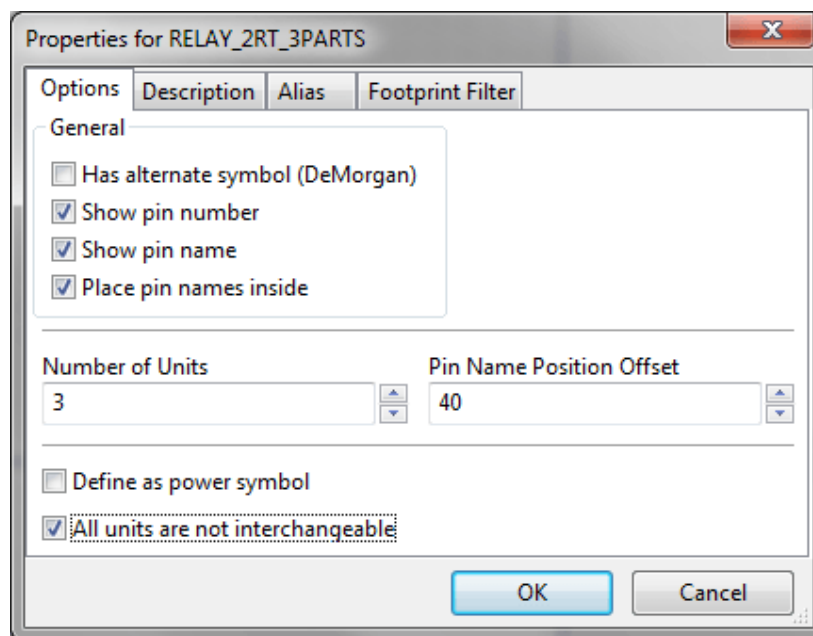 Properties for RELAY_2RT_3PARTS
Options Description Alias Footprint Filter
General
Has alternate symbol (DeMorgan)
Show pin number
Show pin name
Place pin names inside
Number of Units Pin Name Position Offset
3 40
Define as power symbol
All units are not interchangeable
OK Cancel